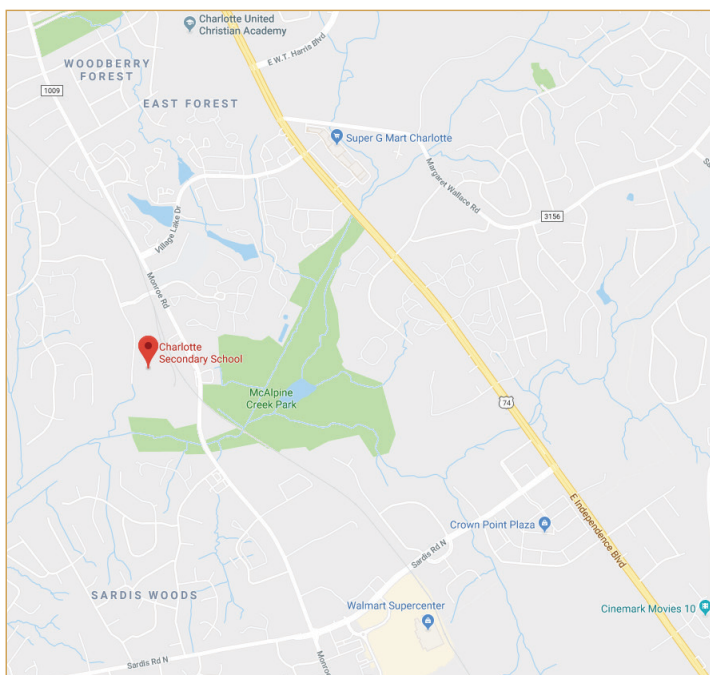 Charlotte United
Christian Academy
E W.T. Harris Blvd
WOODBERRY
FOREST
1009
EAST FOREST
Super G Mart Charlotte
Margaret Wallace Rd
3156
Village Lake Dr
Monroe Rd
Charlotte
Secondary School
McAlpine
Creek Park
74
E Independence Blvd
Crown Point Plaza
Sardis Rd N
SARDIS WOODS
Walmart Supercenter
Cinemark Movies 10
Sardis Rd N